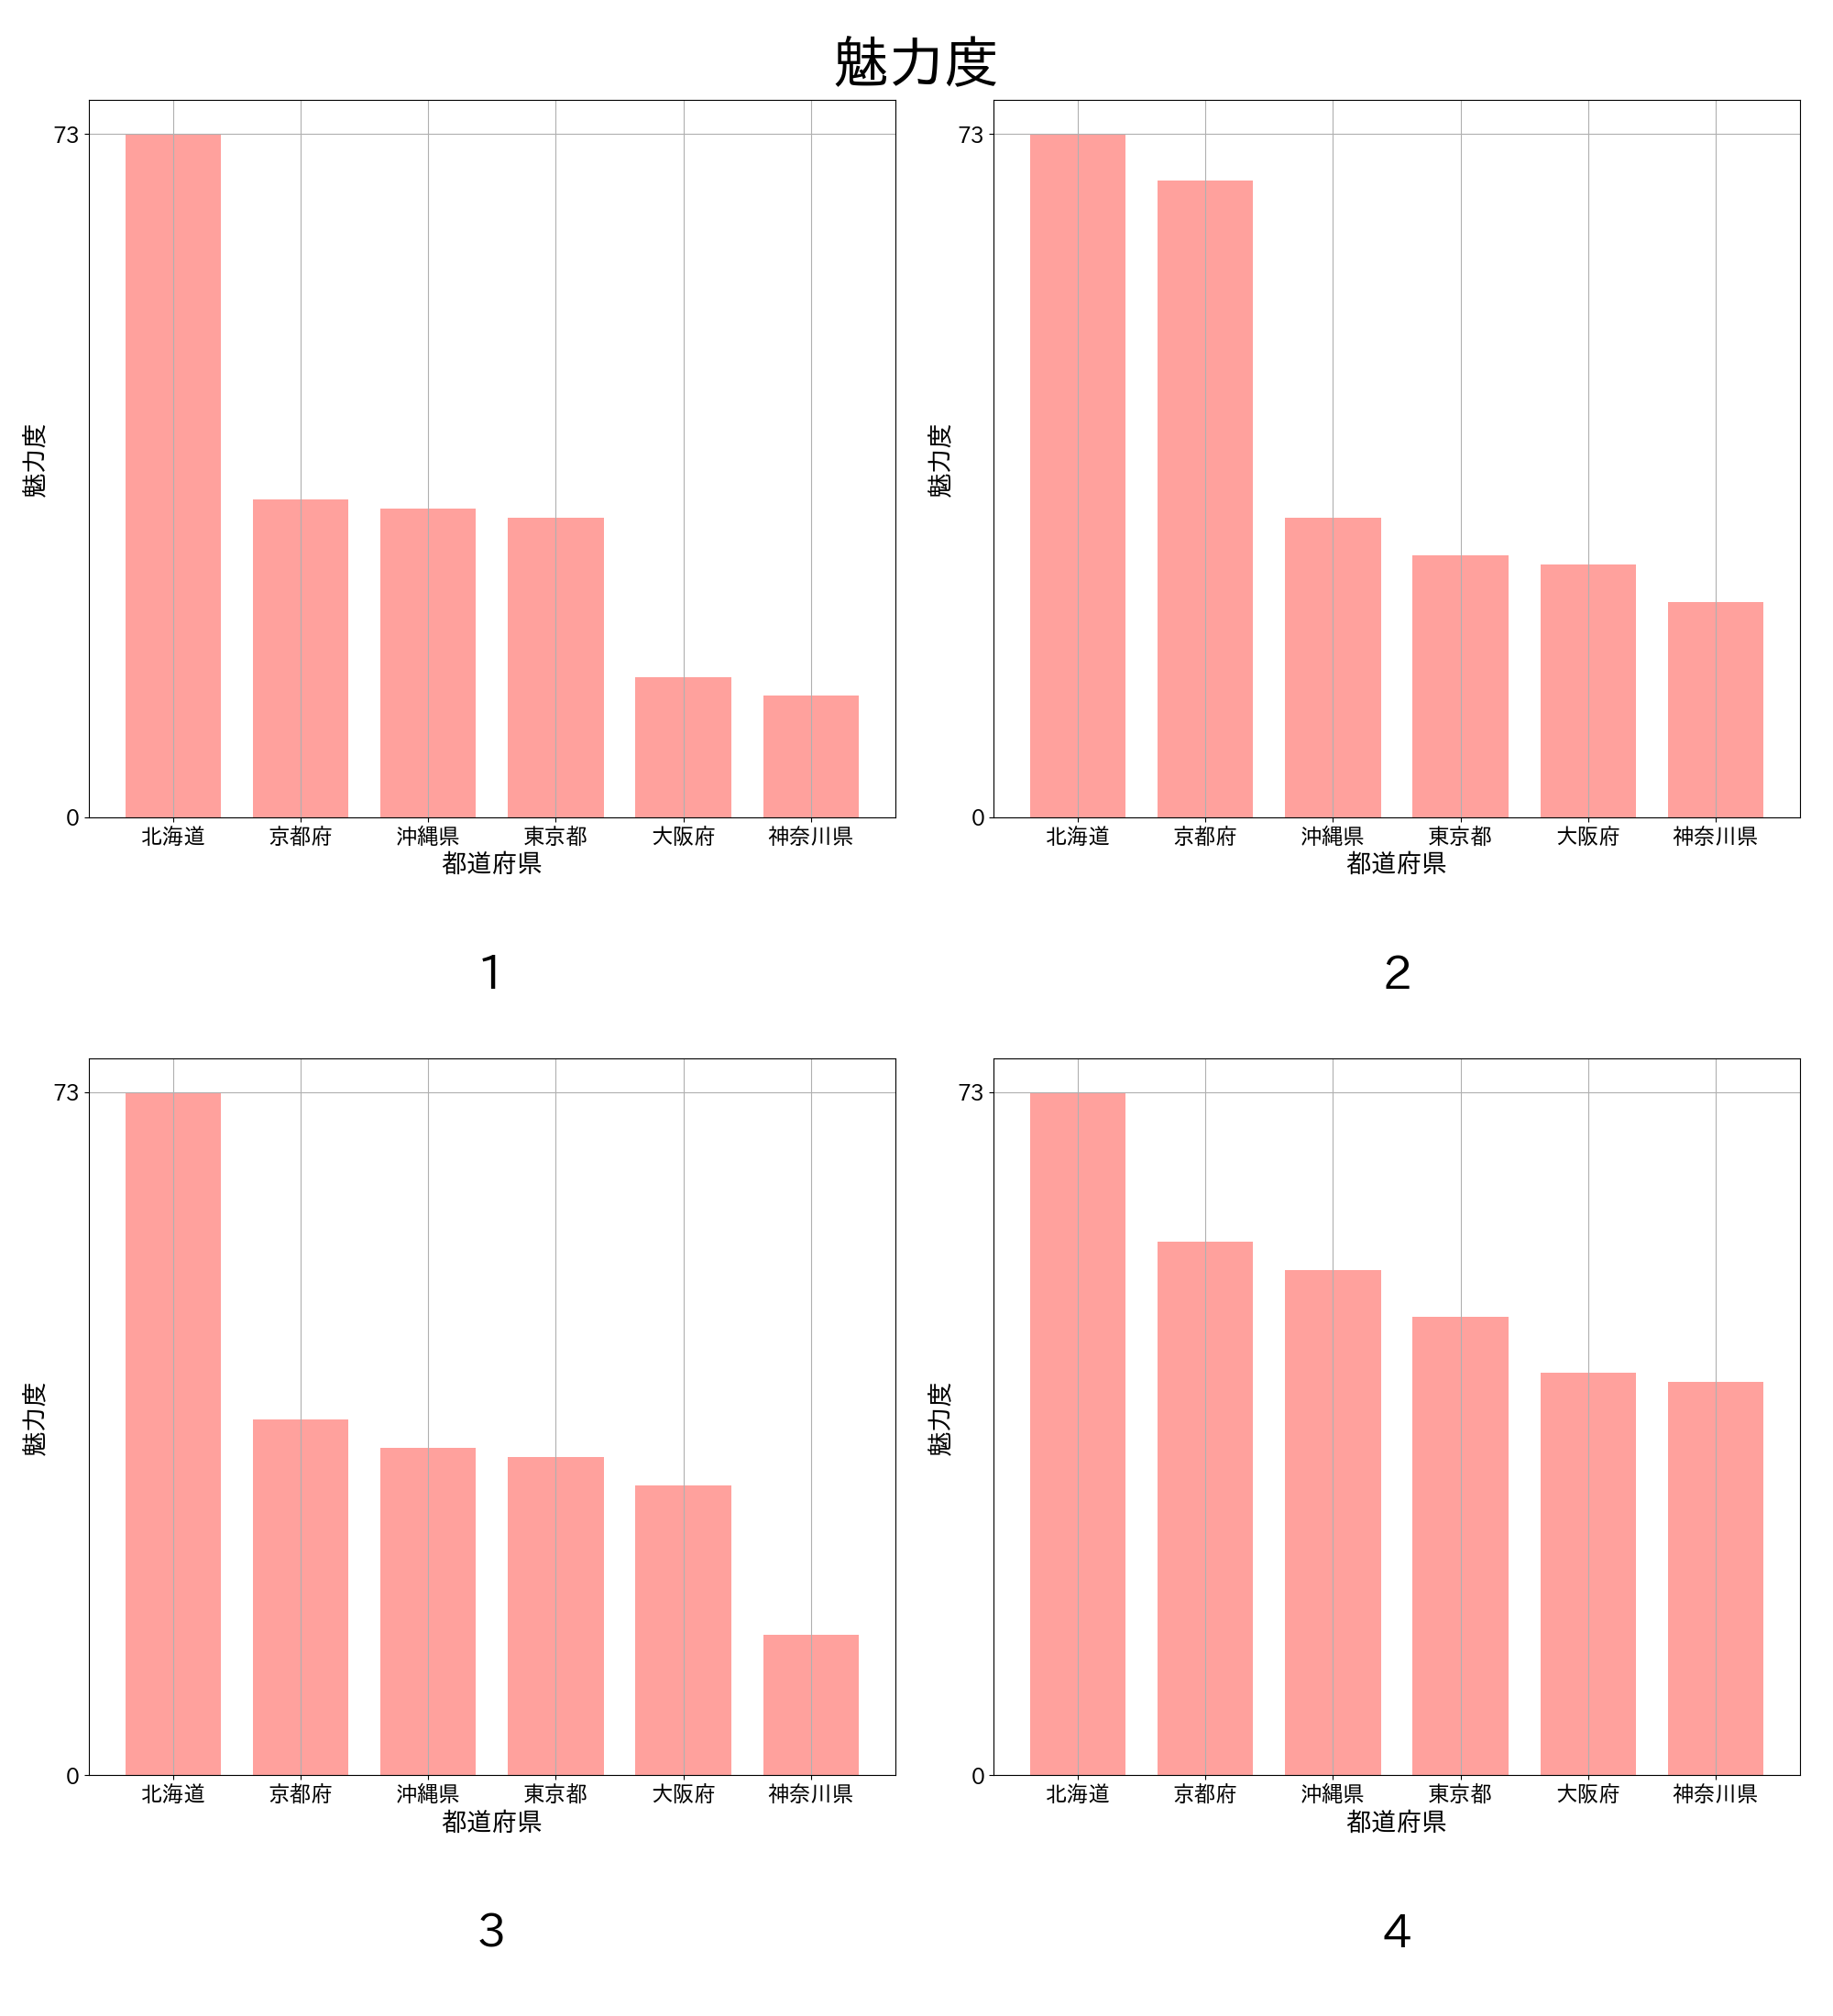 魅力度
73
魅力度
0
北海道 京都府 沖縄県 東京都 大阪府 神奈川県
都道府県
1
73
魅力度
0
北海道 京都府 沖縄県 東京都 大阪府 神奈川県
都道府県
2
73
魅力度
0
北海道 京都府 沖縄県 東京都 大阪府 神奈川県
都道府県
3
73
魅力度
0
北海道 京都府 沖縄県 東京都 大阪府 神奈川県
都道府県
4